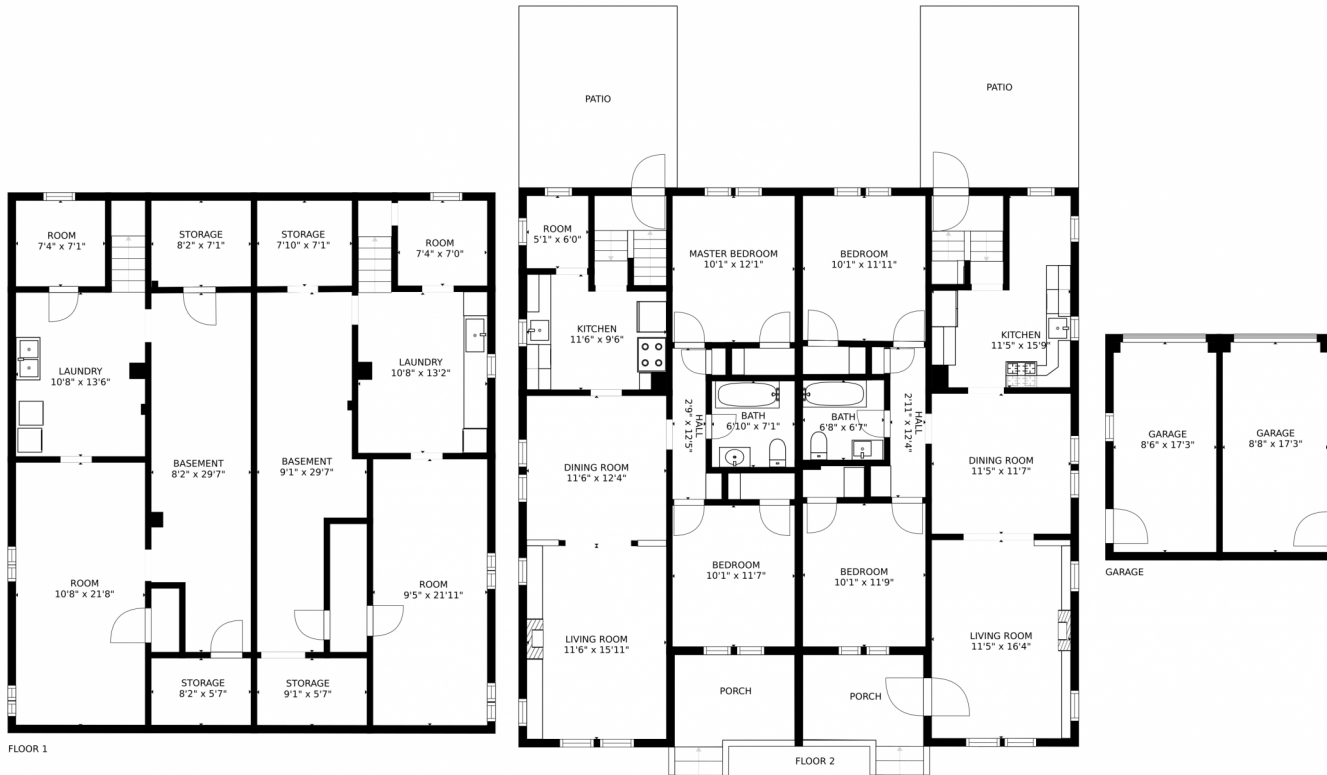 ROOM
7'4" x 7'1"
STORAGE
8'2" x 7'1"
STORAGE
7'10" x 7'1"
ROOM
7'4" x 7'0"
LAUNDRY
10'8" x 13'6"
LAUNDRY
10'8" x 13'2"
BASEMENT
8'2" x 29'7"
BASEMENT
9'1" x 29'7"
ROOM
10'8" x 21'8"
ROOM
9'5" x 21'11"
STORAGE
8'2" x 5'7"
STORAGE
9'1" x 5'7"
FLOOR 1
PATIO
PATIO
ROOM
5'1" x 6'0"
MASTER BEDROOM
10'1" x 12'1"
BEDROOM
10'1" x 11'11"
KITCHEN
11'6" x 9'6"
KITCHEN
11'5" x 15'9"
HALL
2'9" x 12'5"
BATH
6'10" x 7'1"
BATH
6'8" x 6'7"
HALL
2'11" x 12'4"
DINING ROOM
11'6" x 12'4"
DINING ROOM
11'5" x 11'7"
BEDROOM
10'1" x 11'7"
BEDROOM
10'1" x 11'9"
LIVING ROOM
11'6" x 15'11"
LIVING ROOM
11'5" x 16'4"
PORCH
PORCH
FLOOR 2
GARAGE
8'6" x 17'3"
GARAGE
8'8" x 17'3"
GARAGE